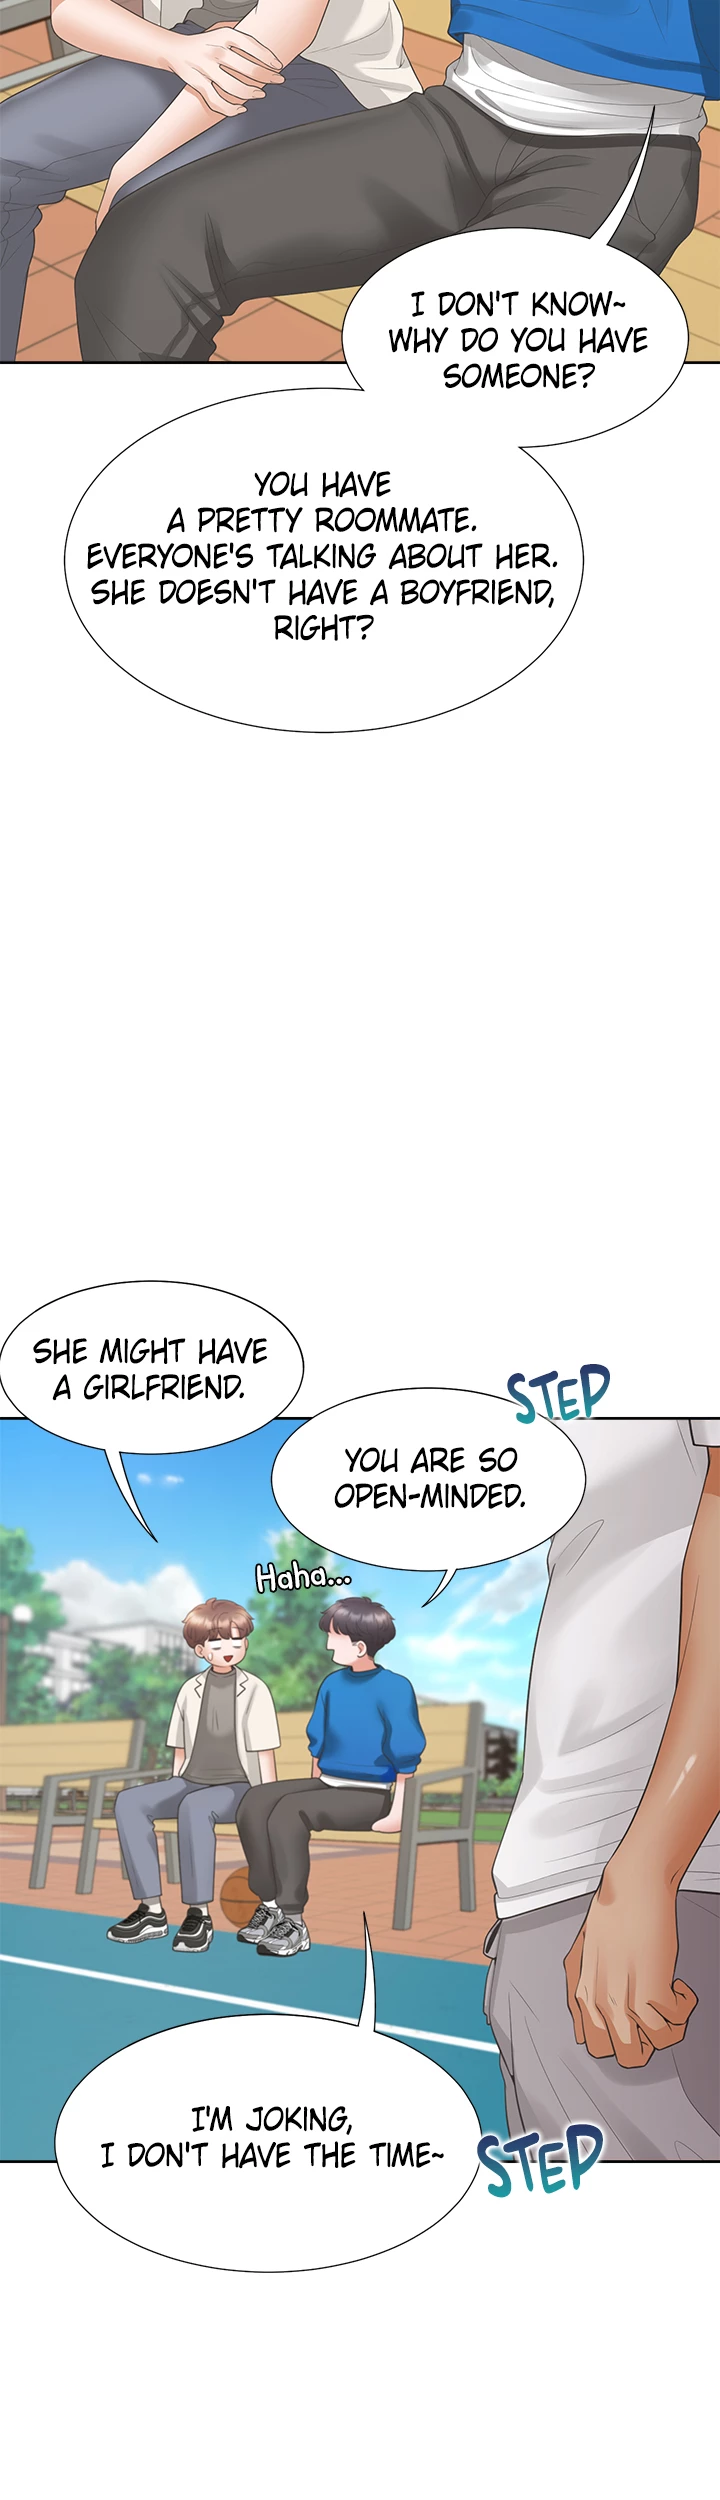 I DON'T KNOW~
WHY DO YOU HAVE
SOMEONE?
YOU HAVE
A PRETTY ROOMMATE.
EVERYONE'S TALKING ABOUT HER.
SHE DOESN'T HAVE A BOYFRIEND,
RIGHT?
SHE MIGHT HAVE
A GIRLFRIEND.
STEP
YOU ARE SO
OPEN-MINDED.
Haha...
I'M JOKING,
I DON'T HAVE THE TIME~
STEP